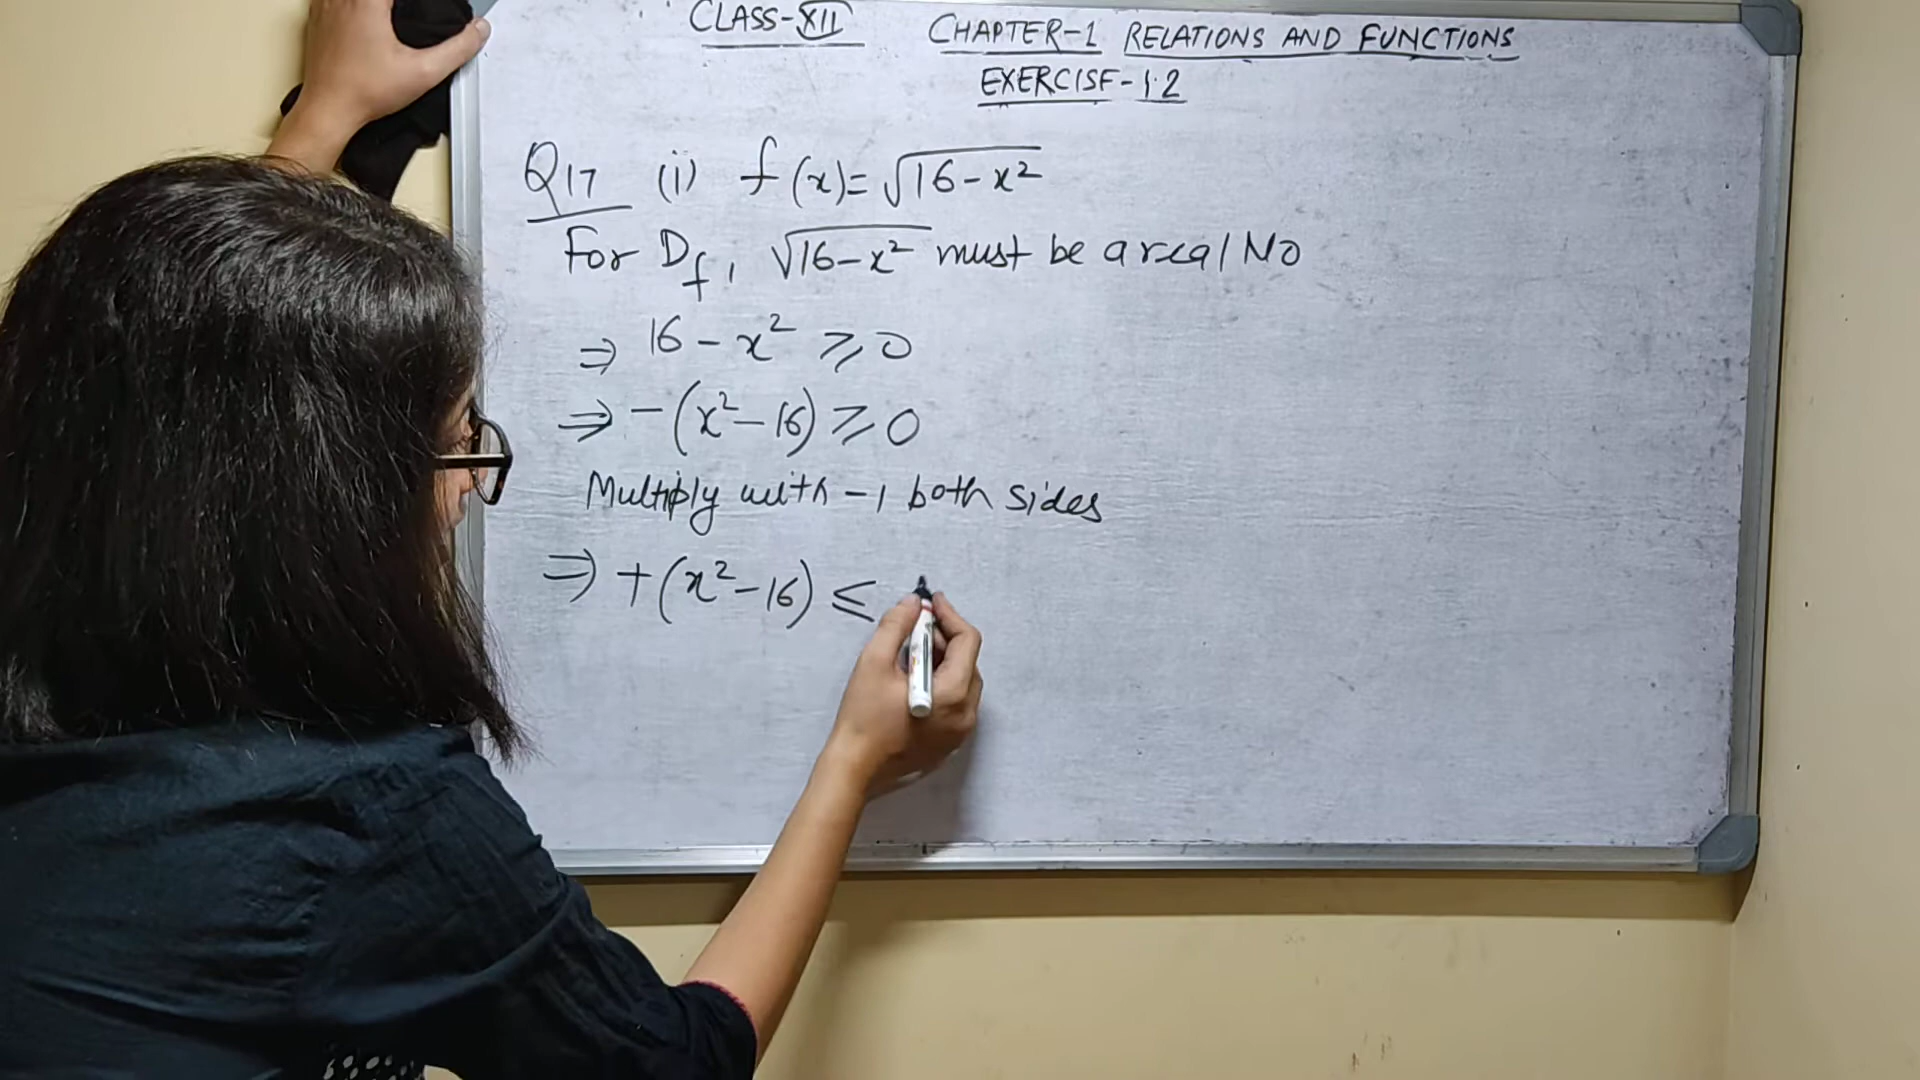 CLASS-XII CHAPTER-1 RELATIONS AND FUNCTIONS
EXERCISE-1.2
Q17 (i) f(x)=√16-x²
For Df, √16-x² must be a real No
⇒ 16-x² ⩾ 0
⇒ -(x²-16) ⩾ 0
Multiply with -1 both sides
⇒ +(x²-16) ≤